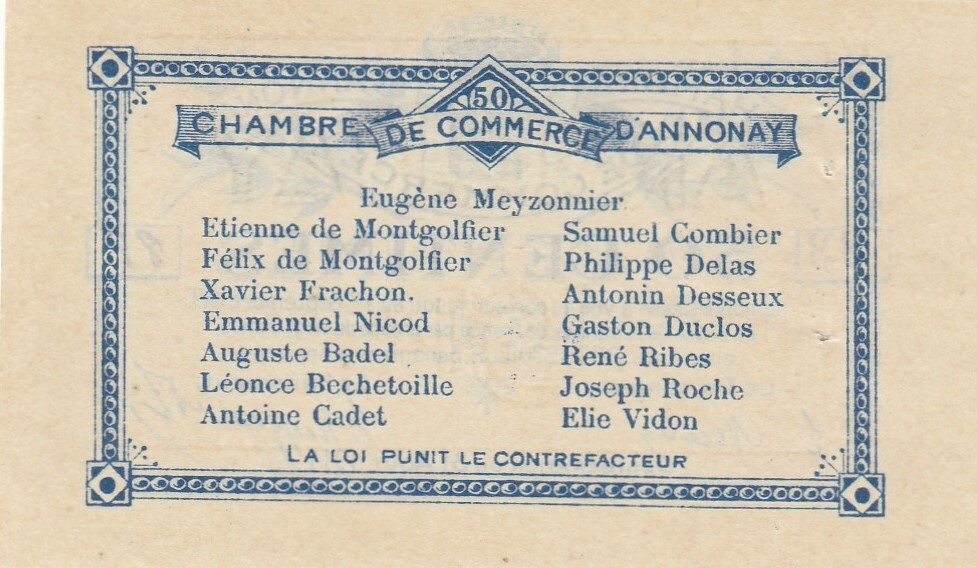 50
CHAMBRE DE COMMERCE D'ANNONAY
Eugène Meyzonnier
Etienne de Montgolfier
Félix de Montgolfier
Xavier Frachon.
Emmanuel Nicod
Auguste Badel
Léonce Bechetoille
Antoine Cadet
Samuel Combier
Philippe Delas
Antonin Desseux
Gaston Duclos
René Ribes
Joseph Roche
Elie Vidon
LA LOI PUNIT LE CONTREFACTEUR